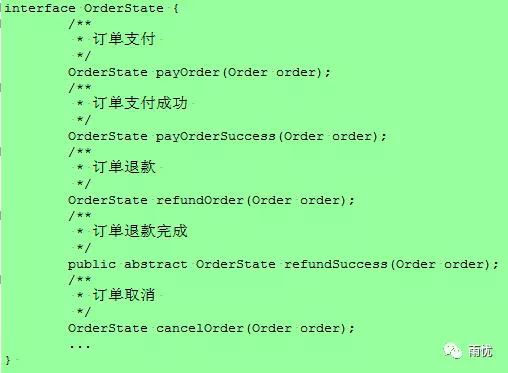 interface OrderState {
/**
* 订单支付
*/
OrderState payOrder(Order order);
/**
* 订单支付成功
*/
OrderState payOrderSuccess(Order order);
/**
* 订单退款
*/
OrderState refundOrder(Order order);
/**
* 订单退款完成
*/
public abstract OrderState refundSuccess(Order order);
/**
* 订单取消
*/
OrderState cancelOrder(Order order);
...
}
雨忧